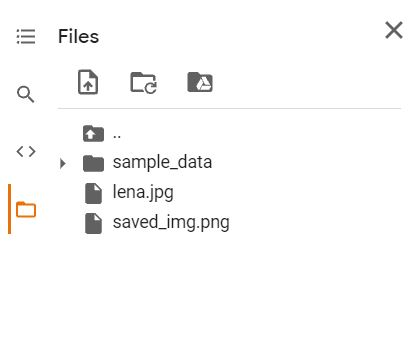 Files
..
sample_data
lena.jpg
saved_img.png